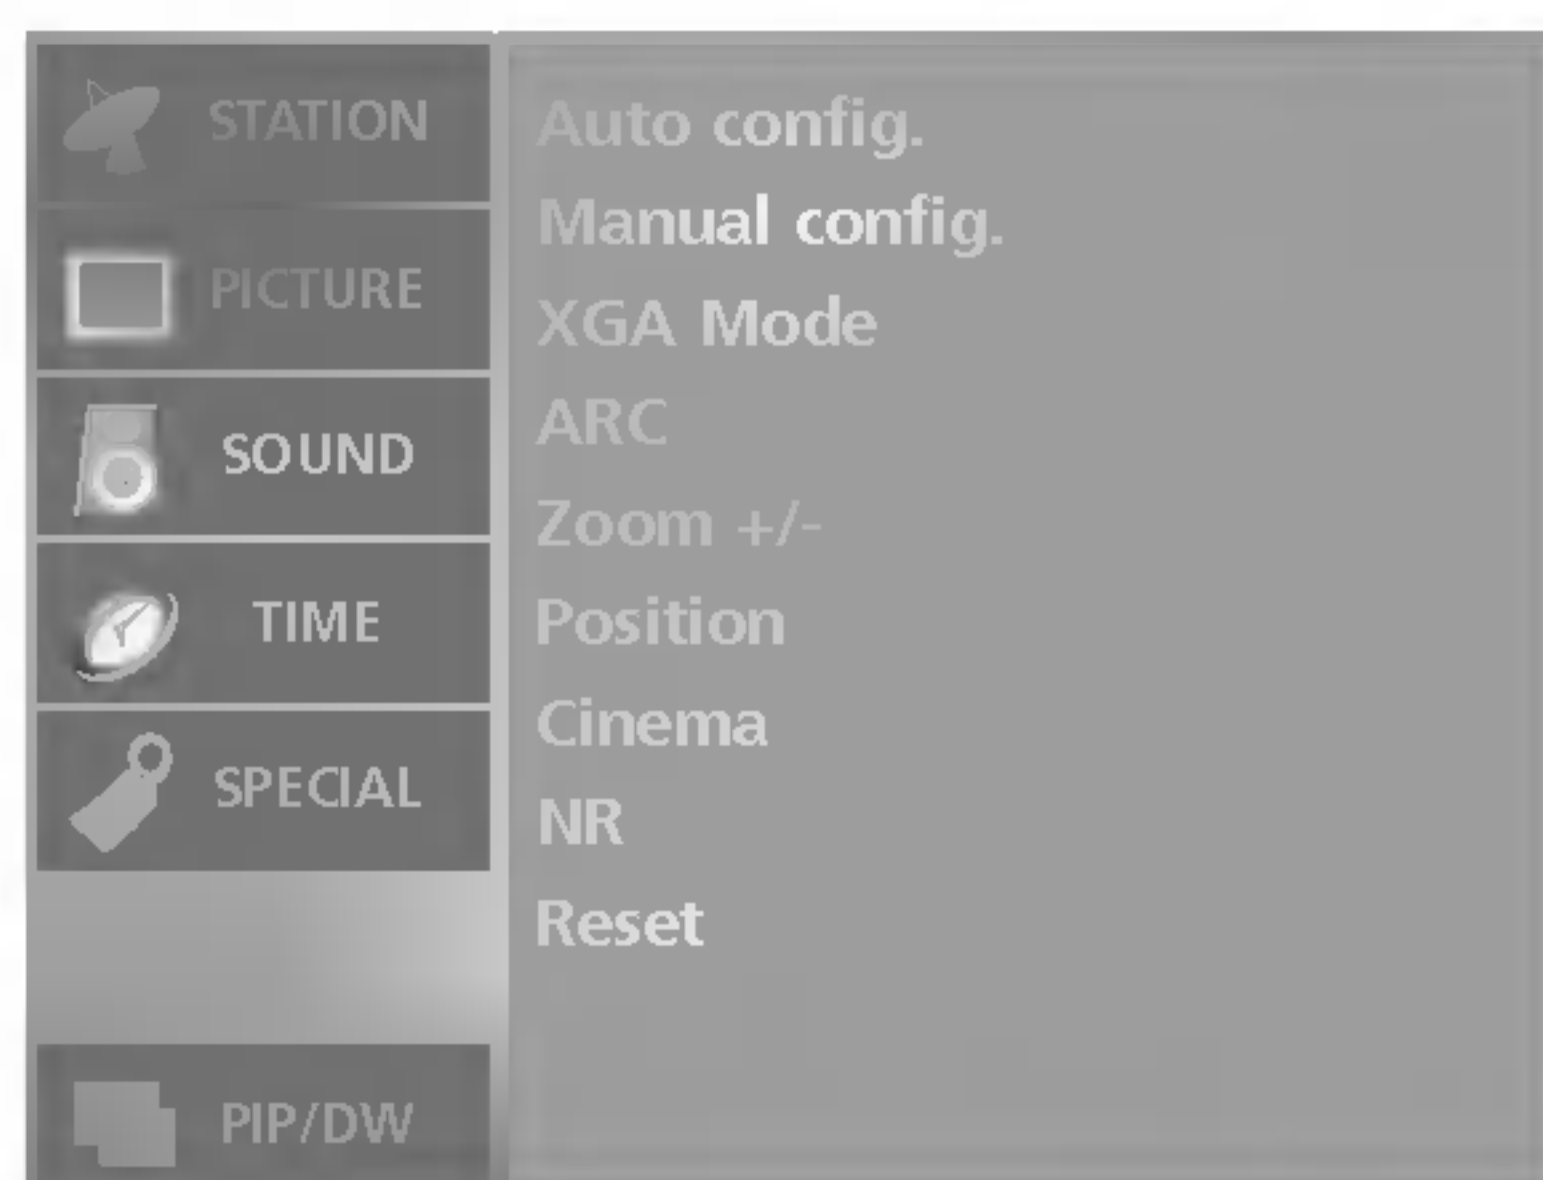 STATION
PICTURE
SOUND
TIME
SPECIAL
PIP/DW
Auto config.
Manual config.
XGA Mode
ARC
Zoom +/-
Position
Cinema
NR
Reset